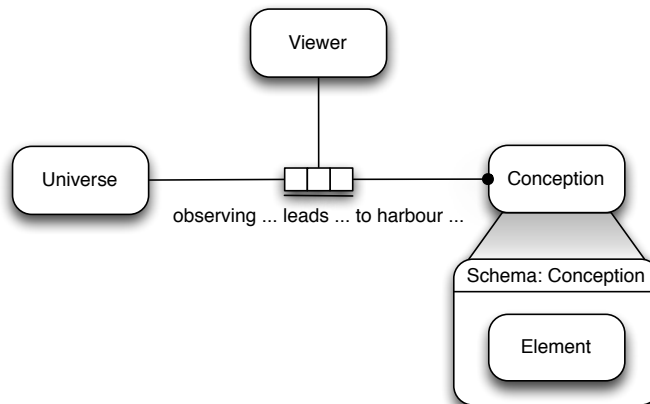 Viewer
Universe
Conception
observing ... leads ... to harbour ...
Schema: Conception
Element